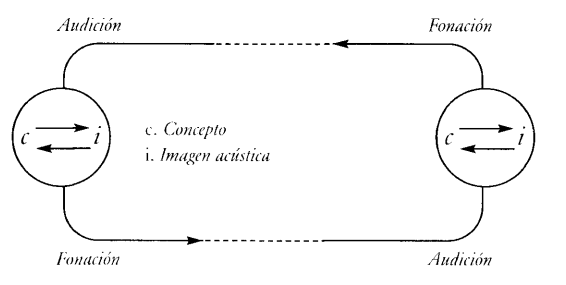 Audición
Fonación
c i
c. Concepto
i. Imagen acústica
c i
Fonación
Audición